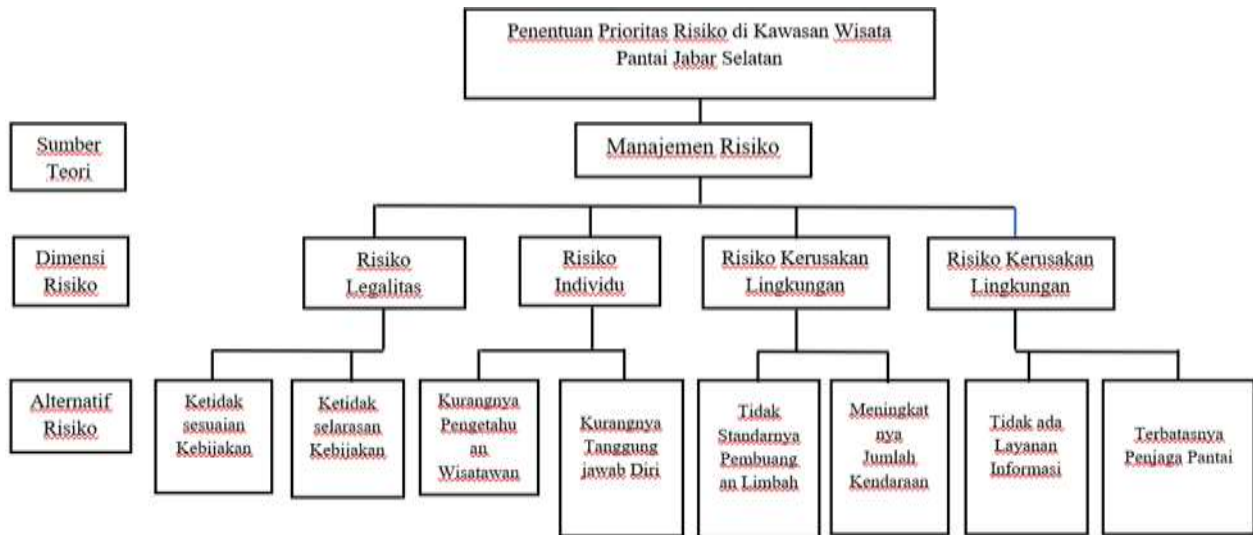 Penentuan Prioritas Risiko di Kawasan Wisata
Pantai Jabar Selatan
Sumber
Teori
Manajemen Risiko
Dimensi
Risiko
Risiko
Legalitas
Risiko
Individu
Risiko Kerusakan
Lingkungan
Risiko Kerusakan
Lingkungan
Alternatif
Risiko
Ketidak
sesuaian
Kebijakan
Ketidak
selarasan
Kebijakan
Kurangnya
Pengetahu
an
Wisatawan
Kurangnya
Tanggung
jawab Diri
Tidak
Standarnya
Pembuang
an Limbah
Meningkat
nya
Jumlah
Kendaraan
Tidak ada
Layanan
Informasi
Terbatasnya
Penjaga Pantai